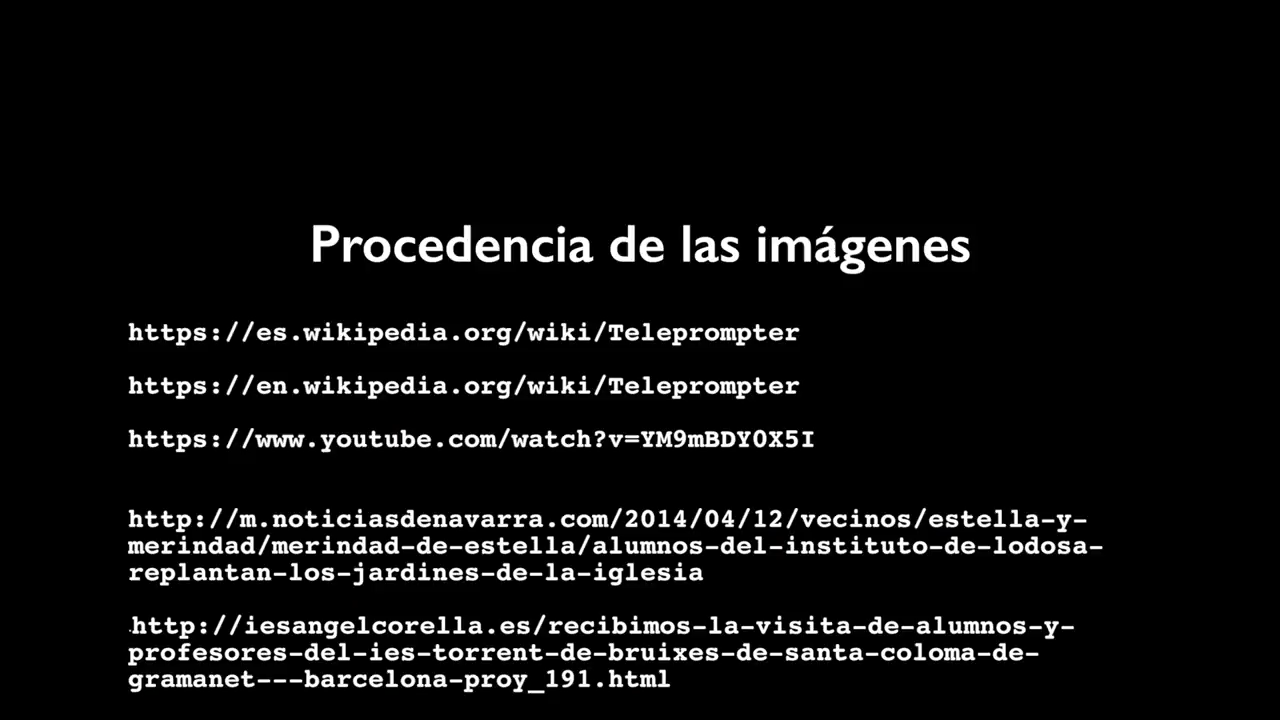 Procedencia de las imágenes
https://es.wikipedia.org/wiki/Teleprompter
https://en.wikipedia.org/wiki/Teleprompter
https://www.youtube.com/watch?v=YM9mBDY0X5I
http://m.noticiasdenavarra.com/2014/04/12/vecinos/estella-y-
merindad/merindad-de-estella/alumnos-del-instituto-de-lodosa-
replantan-los-jardines-de-la-iglesia
.http://iesangelcorella.es/recibimos-la-visita-de-alumnos-y-
profesores-del-ies-torrent-de-bruixes-de-santa-coloma-de-
gramanet---barcelona-proy_191.html